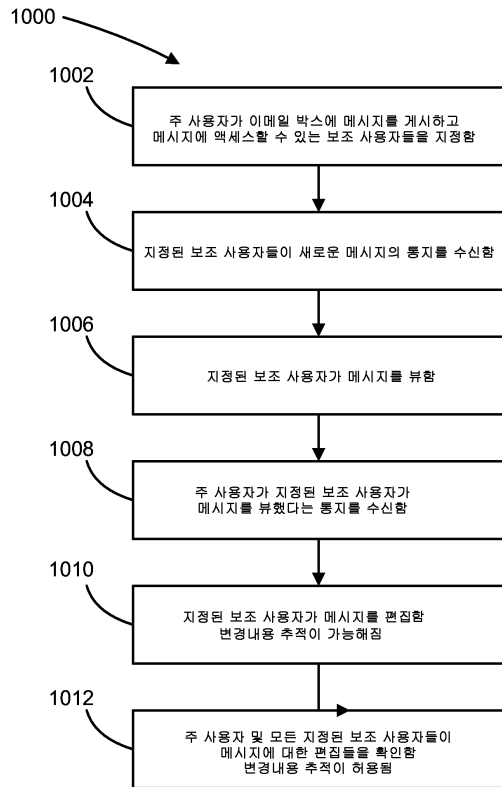 1000
1002
주 사용자가 이메일 박스에 메시지를 게시하고
메시지에 액세스할 수 있는 보조 사용자들을 지정함
1004
지정된 보조 사용자들이 새로운 메시지의 통지를 수신함
1006
지정된 보조 사용자가 메시지를 뷰함
1008
주 사용자가 지정된 보조 사용자가
메시지를 뷰했다는 통지를 수신함
1010
지정된 보조 사용자가 메시지를 편집함
변경내용 추적이 가능해짐
1012
주 사용자 및 모든 지정된 보조 사용자들이
메시지에 대한 편집들을 확인함
변경내용 추적이 허용됨